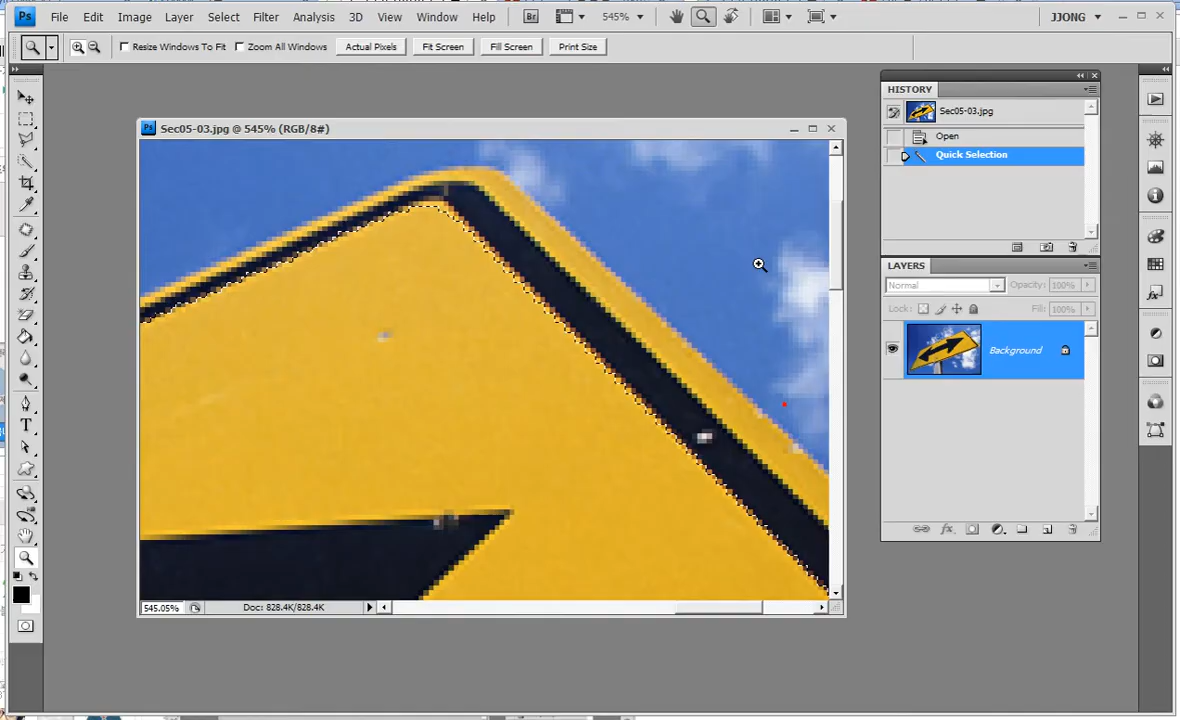 Ps File Edit Image Layer Select Filter Analysis 3D View Window Help Br 545% JJONG
Resize Windows To Fit Zoom All Windows Actual Pixels Fit Screen Fill Screen Print Size
HISTORY
Sec05-03.jpg
Open
Quick Selection
Ps Sec05-03.jpg @ 545% (RGB/8#)
LAYERS
Normal Opacity: 100%
Lock: Fill: 100%
Background
T
545.05% Doc: 828.4K/828.4K